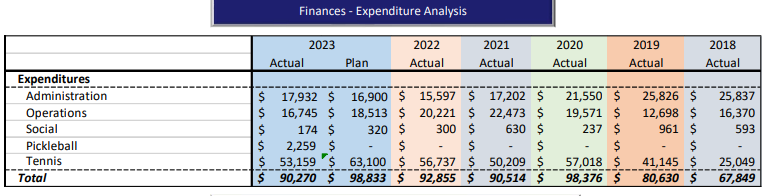 Finances - Expenditure Analysis
2023 2022 2021 2020 2019 2018
Actual Plan Actual Actual Actual Actual Actual
Expenditures
Administration $ 17,932 $ 16,900 $ 15,597 $ 17,202 $ 21,550 $ 25,826 $ 25,837
Operations $ 16,745 $ 18,513 $ 20,221 $ 22,473 $ 19,571 $ 12,698 $ 16,370
Social $ 174 $ 320 $ 300 $ 630 $ 237 $ 961 $ 593
Pickleball $ 2,259 $ - $ - $ - $ - $ - $ -
Tennis $ 53,159 $ 63,100 $ 56,737 $ 50,209 $ 57,018 $ 41,145 $ 25,049
Total $ 90,270 $ 98,833 $ 92,855 $ 90,514 $ 98,376 $ 80,630 $ 67,849